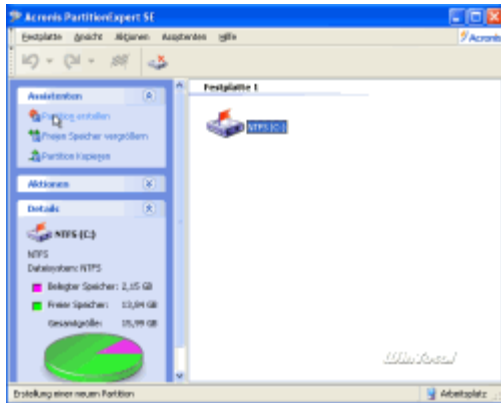 Acronis PartitionExpert SE
Festplatte Ansicht Aktionen Assistenten Hilfe
Acronis
Assistenten
Partition erstellen
Freien Speicher vergrößern
Partition Kopieren
Aktionen
Details
NTFS (C:)
NTFS
Dateisystem: NTFS
Belegter Speicher: 2,15 GB
Freier Speicher: 13,84 GB
Gesamtgröße: 15,99 GB
Festplatte 1
NTFS (C:)
WinTotal
Erstellung einer neuen Partition
Arbeitsplatz